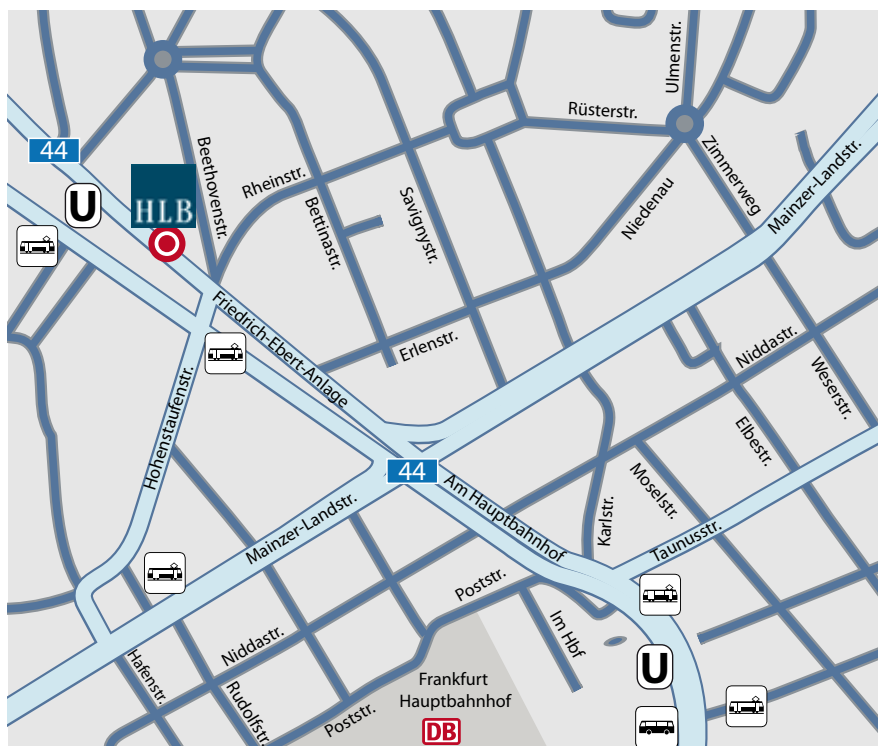 Ulmenstr.
Rüsterstr.
44
Beethovenstr.
Zimmerweg
Mainzer-Landstr.
Rheinstr.
U
HLB
Bettinastr.
Savignystr.
Niedenau
Friedrich-Ebert-Anlage
Erlenstr.
Niddastr.
Weserstr.
Hohenstaufenstr.
Elbestr.
44
Am Hauptbahnhof
Moselstr.
Karlstr.
Mainzer-Landstr.
Taunusstr.
Poststr.
Niddastr.
Im Hbf
Hafenstr.
Rudolfstr.
U
Frankfurt
Hauptbahnhof
Poststr.
DB